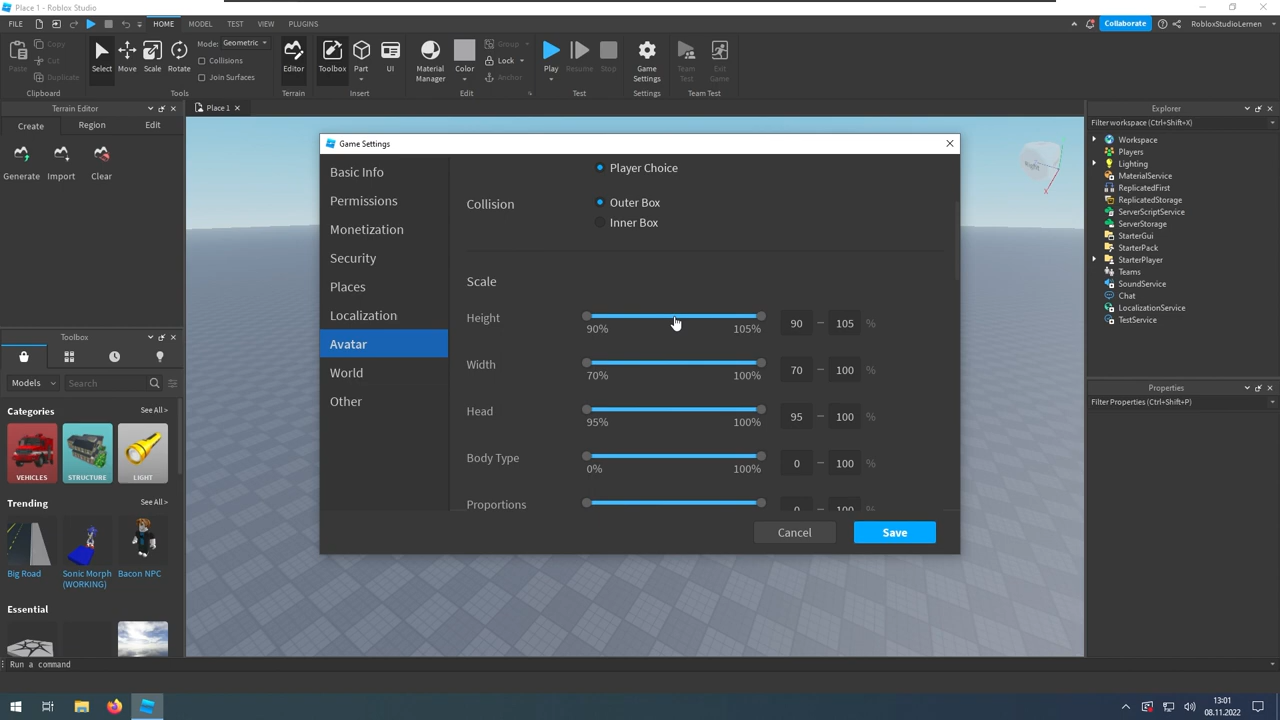 Place 1 - Roblox Studio
FILE
HOME MODEL TEST VIEW PLUGINS
Collaborate
RobloxStudioLernen
Paste
Copy
Cut
Duplicate
Clipboard
Select Move Scale Rotate
Mode: Geometric
Collisions
Join Surfaces
Tools
Editor
Terrain
Toolbox Part UI
Insert
Material Manager
Color
Group
Lock
Anchor
Edit
Play Resume Stop
Test
Game Settings
Settings
Team Test
Exit Game
Team Test
Terrain Editor
Create Region Edit
Generate Import Clear
Toolbox
Models
Search
Categories See All >
VEHICLES STRUCTURE LIGHT
Trending See All >
Big Road
Sonic Morph (WORKING)
Bacon NPC
Essential
Place 1
Game Settings
Basic Info
Permissions
Monetization
Security
Places
Localization
Avatar
World
Other
Player Choice
Collision
Outer Box
Inner Box
Scale
Height 90% 105% 90 – 105 %
Width 70% 100% 70 – 100 %
Head 95% 100% 95 – 100 %
Body Type 0% 100% 0 – 100 %
Proportions 0 100
Cancel
Save
Explorer
Filter workspace (Ctrl+Shift+X)
Workspace
Players
Lighting
MaterialService
ReplicatedFirst
ReplicatedStorage
ServerScriptService
ServerStorage
StarterGui
StarterPack
StarterPlayer
Teams
SoundService
Chat
LocalizationService
TestService
Properties
Filter Properties (Ctrl+Shift+P)
Run a command
13:01
08.11.2022